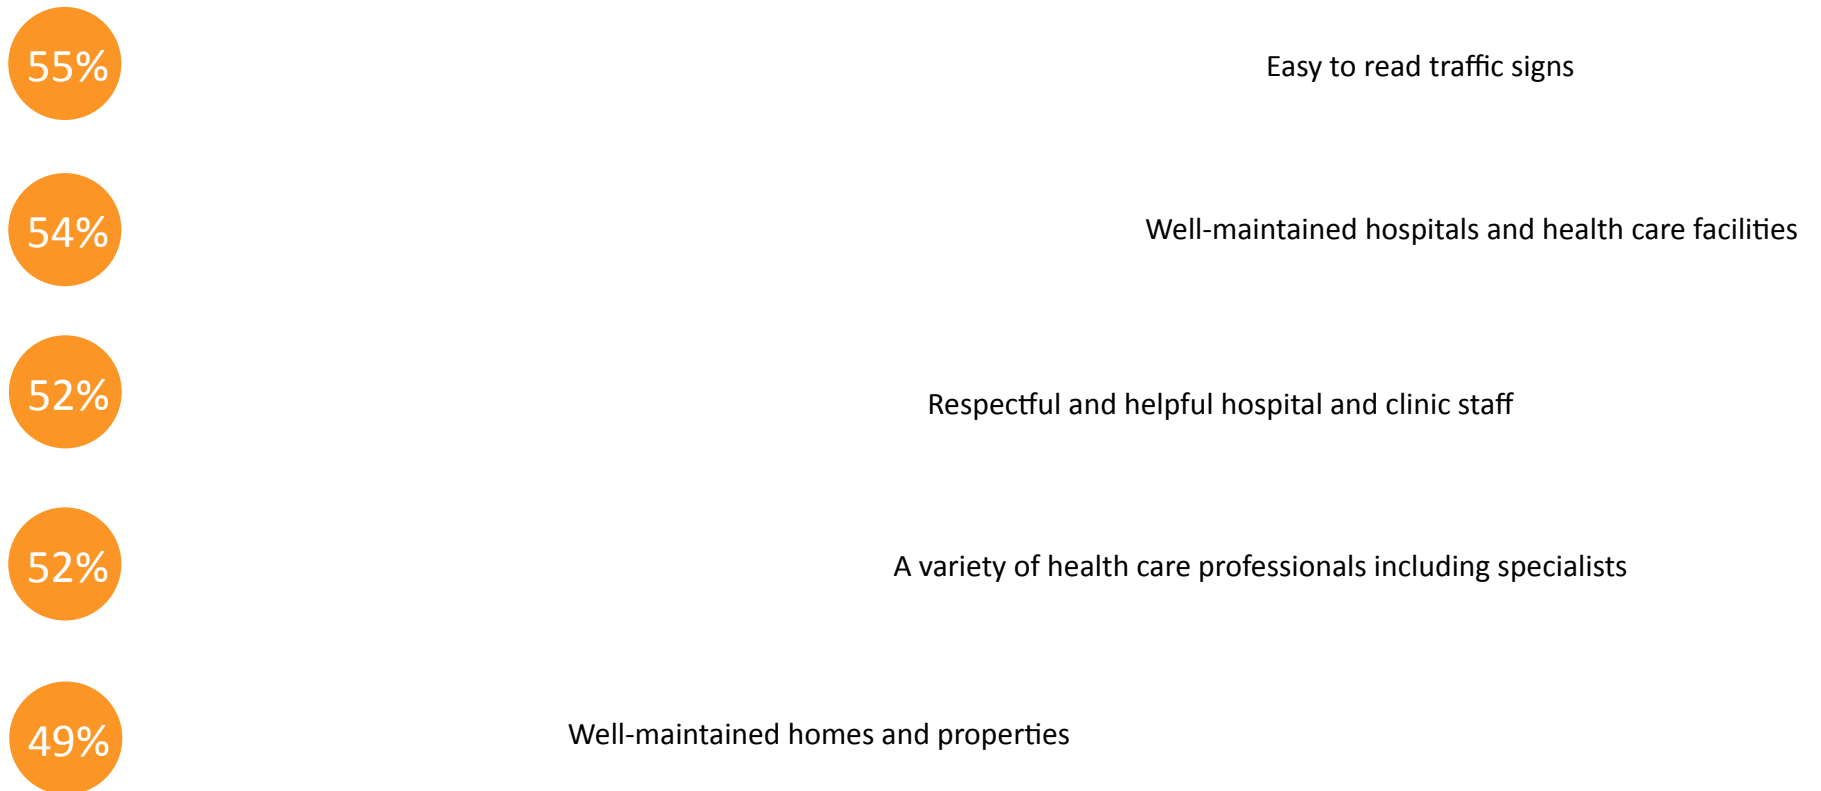 55%
Easy to read traffic signs
54%
Well-maintained hospitals and health care facilities
52%
Respectful and helpful hospital and clinic staff
52%
A variety of health care professionals including specialists
49%
Well-maintained homes and properties